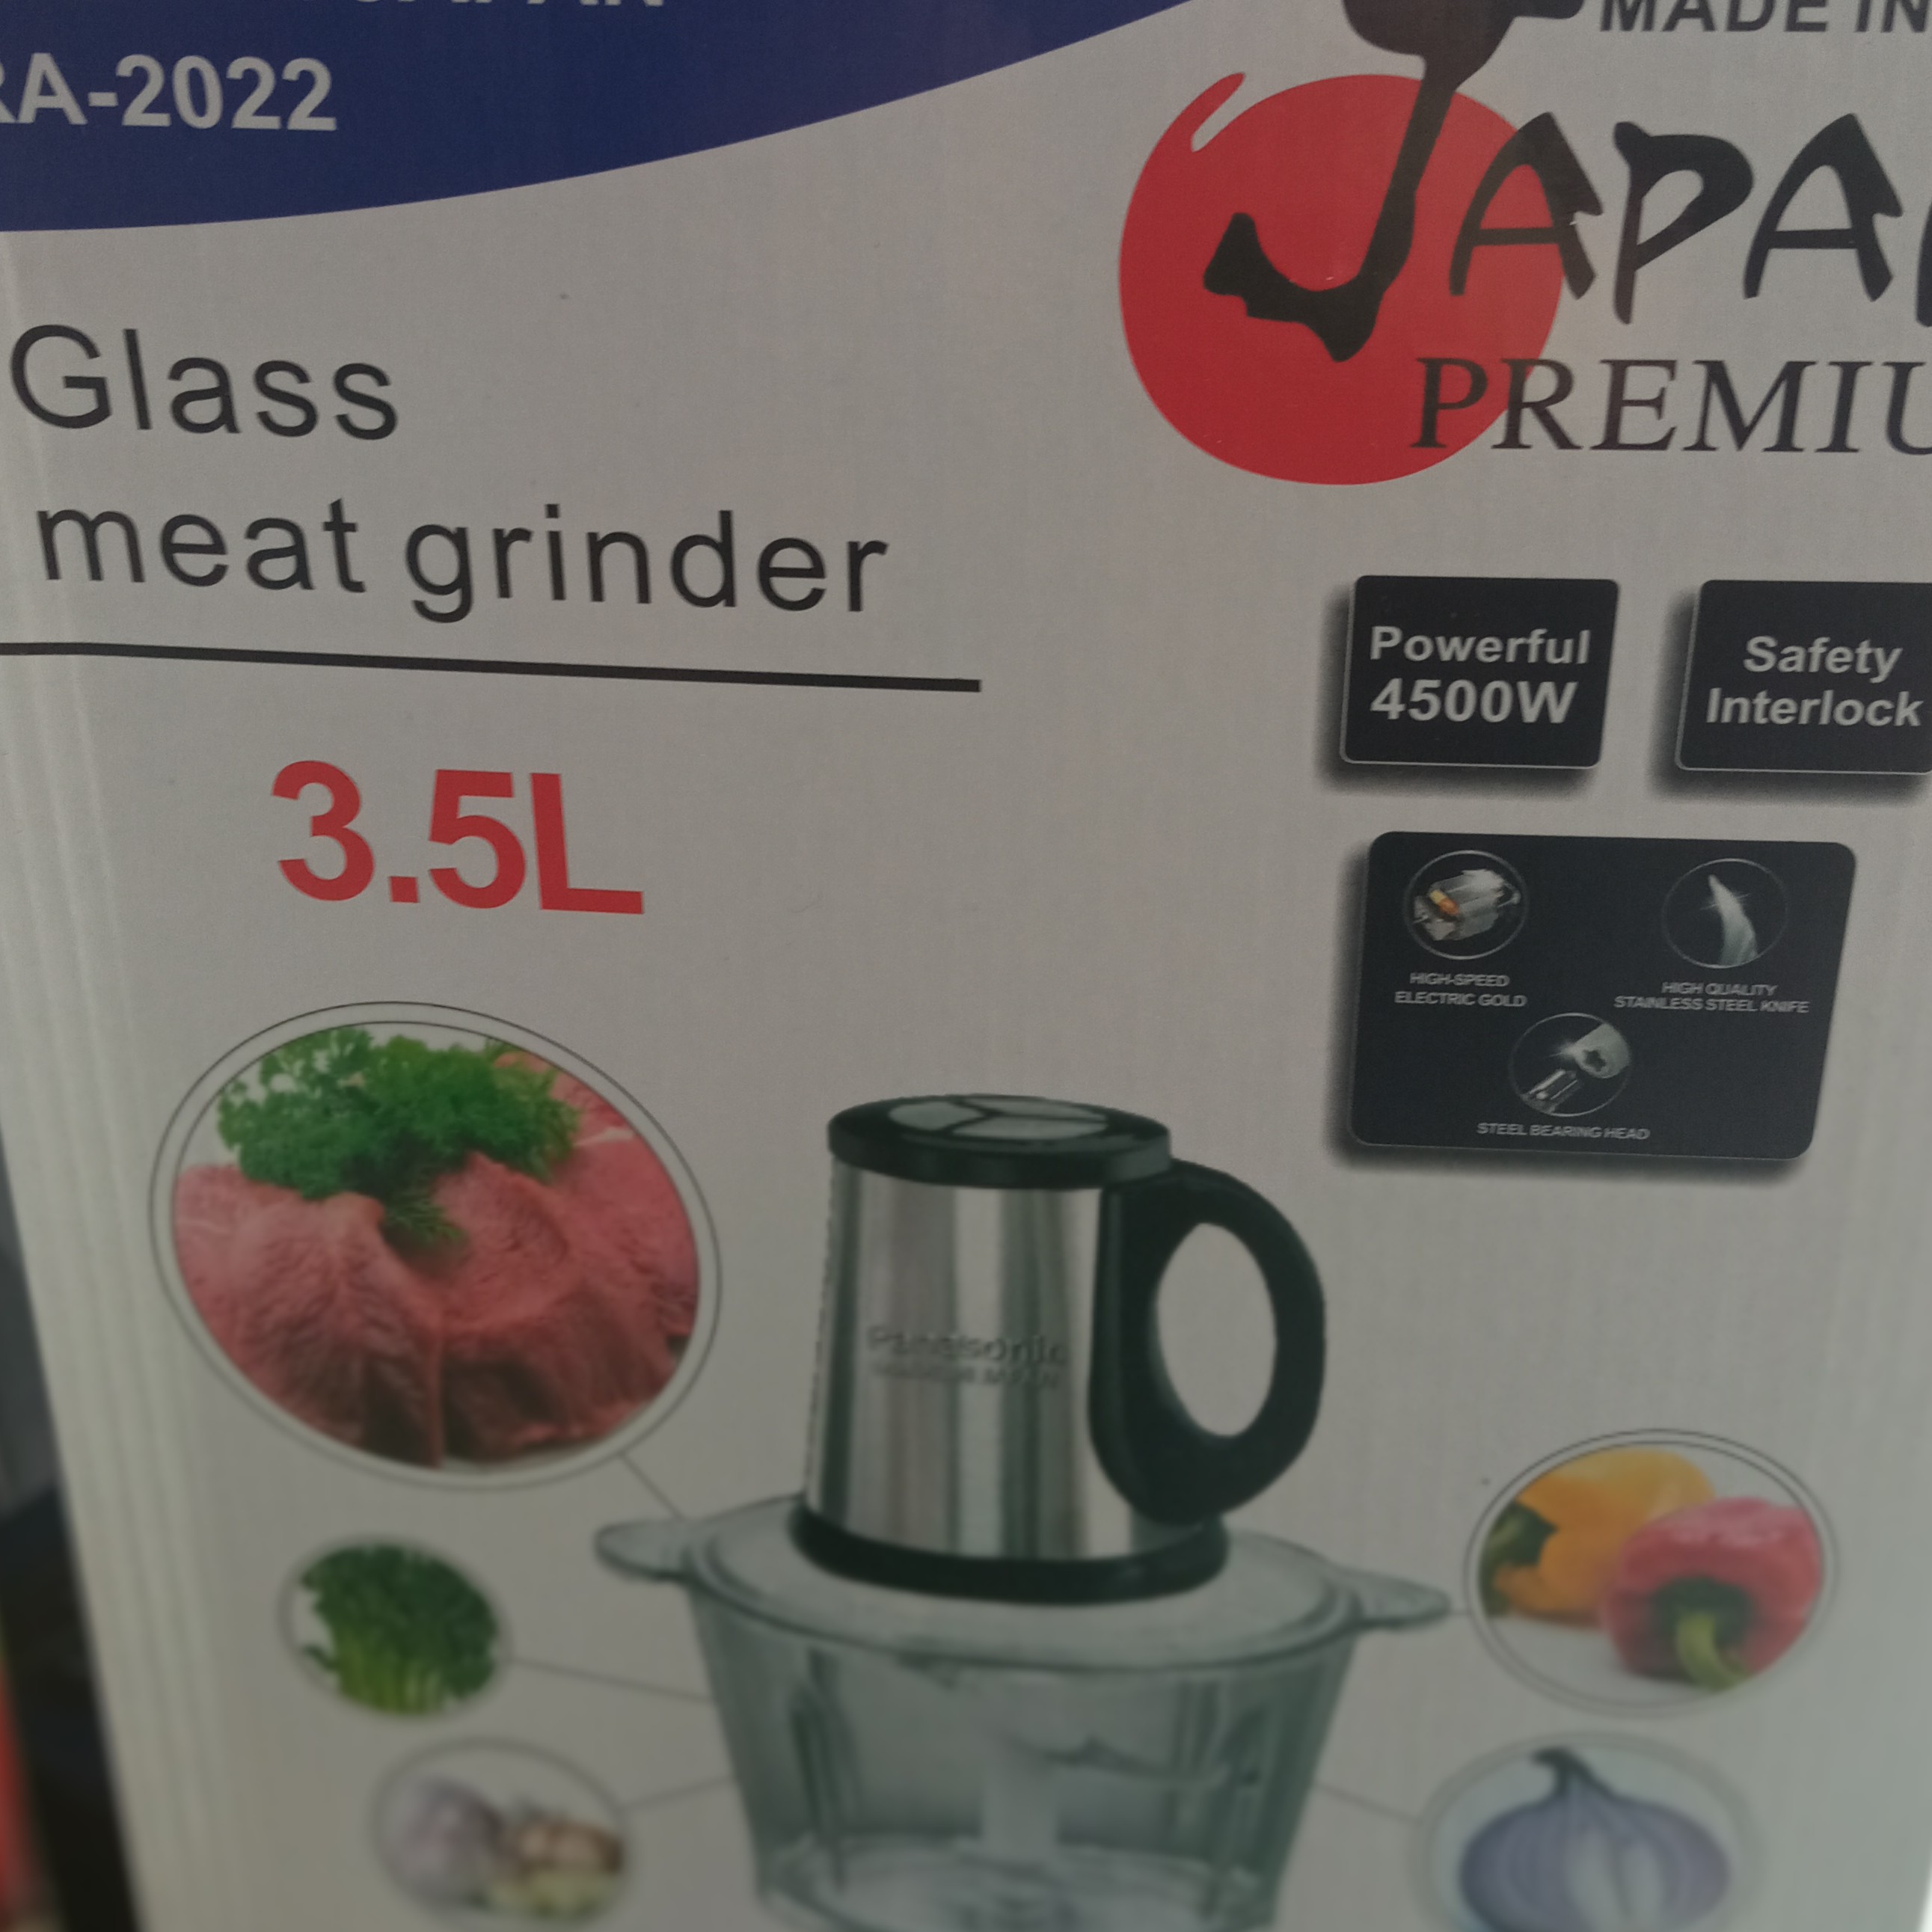 RA-2022
MADE IN
JAPAN
PREMIU
Glass
meat grinder
3.5L
Powerful
4500W
Safety
Interlock
HIGH-SPEED
ELECTRIC GOLD
HIGH QUALITY
STAINLESS STEEL KNIFE
STEEL BEARING HEAD
Panasonic